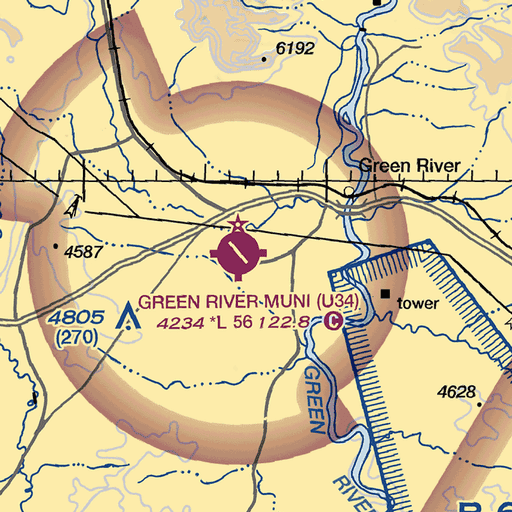 6192
Green River
4587
GREEN RIVER MUNI (U34)
4805
4234 *L 56 122.8 C
(270)
tower
GREEN
4628
RIVER